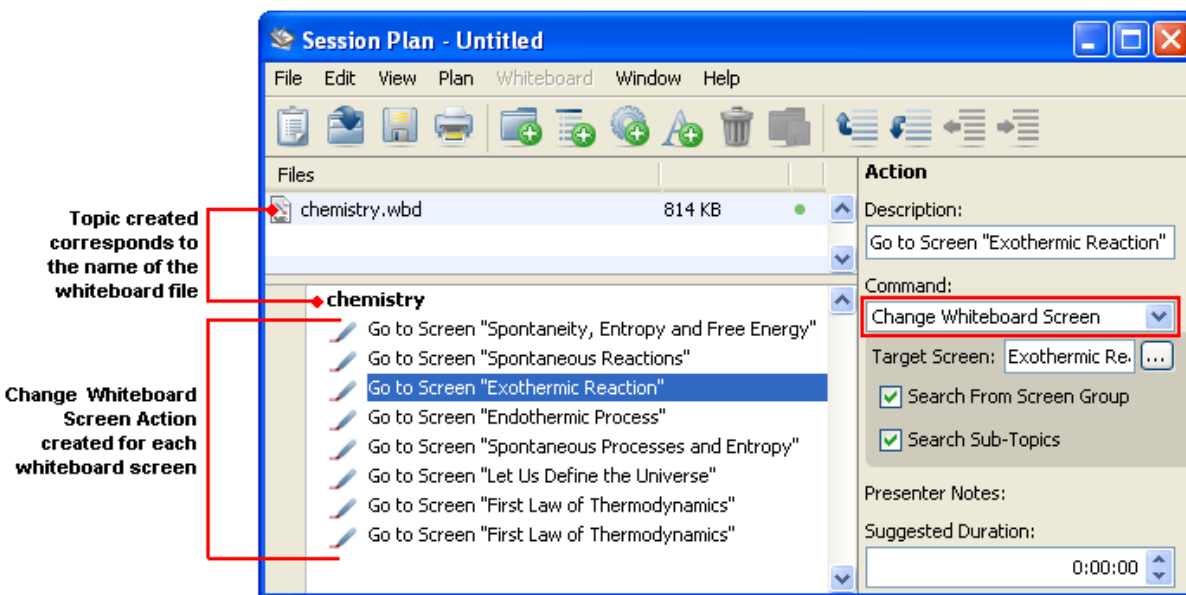 Session Plan - Untitled
File Edit View Plan Whiteboard Window Help
Files
chemistry.wbd 814 KB
Topic created
corresponds to
the name of the
whiteboard file
chemistry
Go to Screen "Spontaneity, Entropy and Free Energy"
Go to Screen "Spontaneous Reactions"
Go to Screen "Exothermic Reaction"
Go to Screen "Endothermic Process"
Go to Screen "Spontaneous Processes and Entropy"
Go to Screen "Let Us Define the Universe"
Go to Screen "First Law of Thermodynamics"
Go to Screen "First Law of Thermodynamics"
Change Whiteboard
Screen Action
created for each
whiteboard screen
Action
Description:
Go to Screen "Exothermic Reaction"
Command:
Change Whiteboard Screen
Target Screen: Exothermic Re ...
Search From Screen Group
Search Sub-Topics
Presenter Notes:
Suggested Duration:
0:00:00